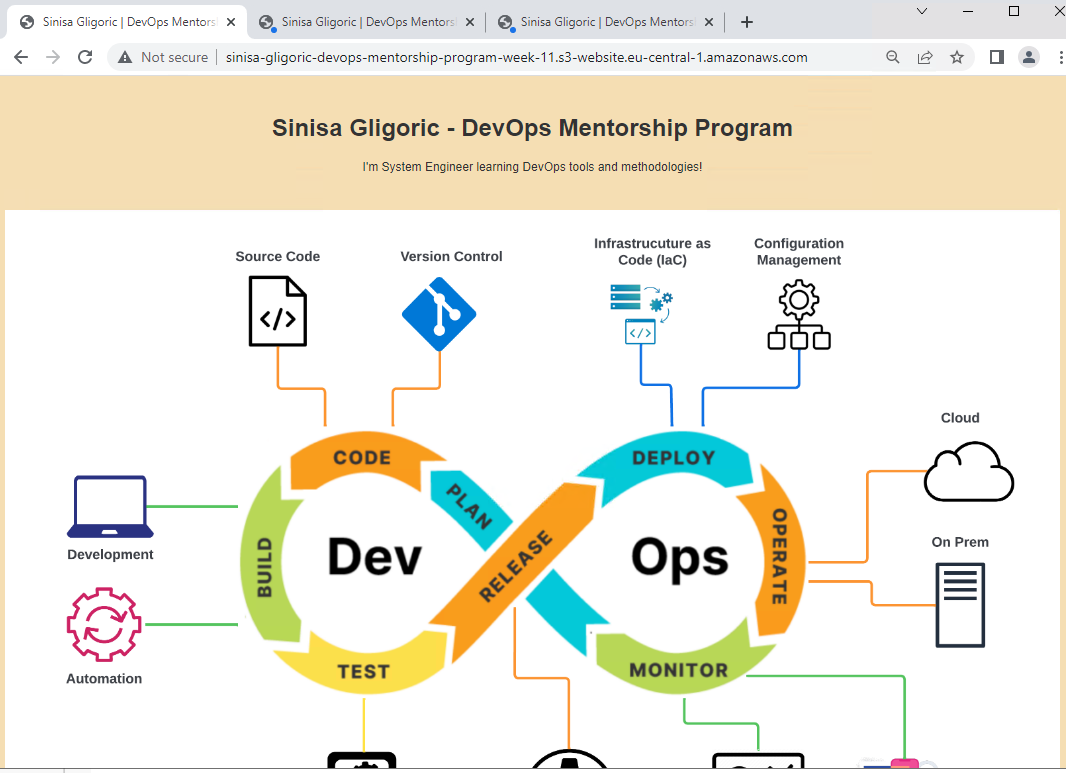 Sinisa Gligoric | DevOps Mentorsh
Sinisa Gligoric | DevOps Mentorsh
Sinisa Gligoric | DevOps Mentorsh
Not secure
sinisa-gligoric-devops-mentorship-program-week-11.s3-website.eu-central-1.amazonaws.com
Sinisa Gligoric - DevOps Mentorship Program
I'm System Engineer learning DevOps tools and methodologies!
Source Code
Version Control
Infrastrucuture as
Code (IaC)
Configuration
Management
Cloud
CODE
DEPLOY
PLAN
OPERATE
On Prem
Development
BUILD
Dev
RELEASE
Ops
Automation
TEST
MONITOR